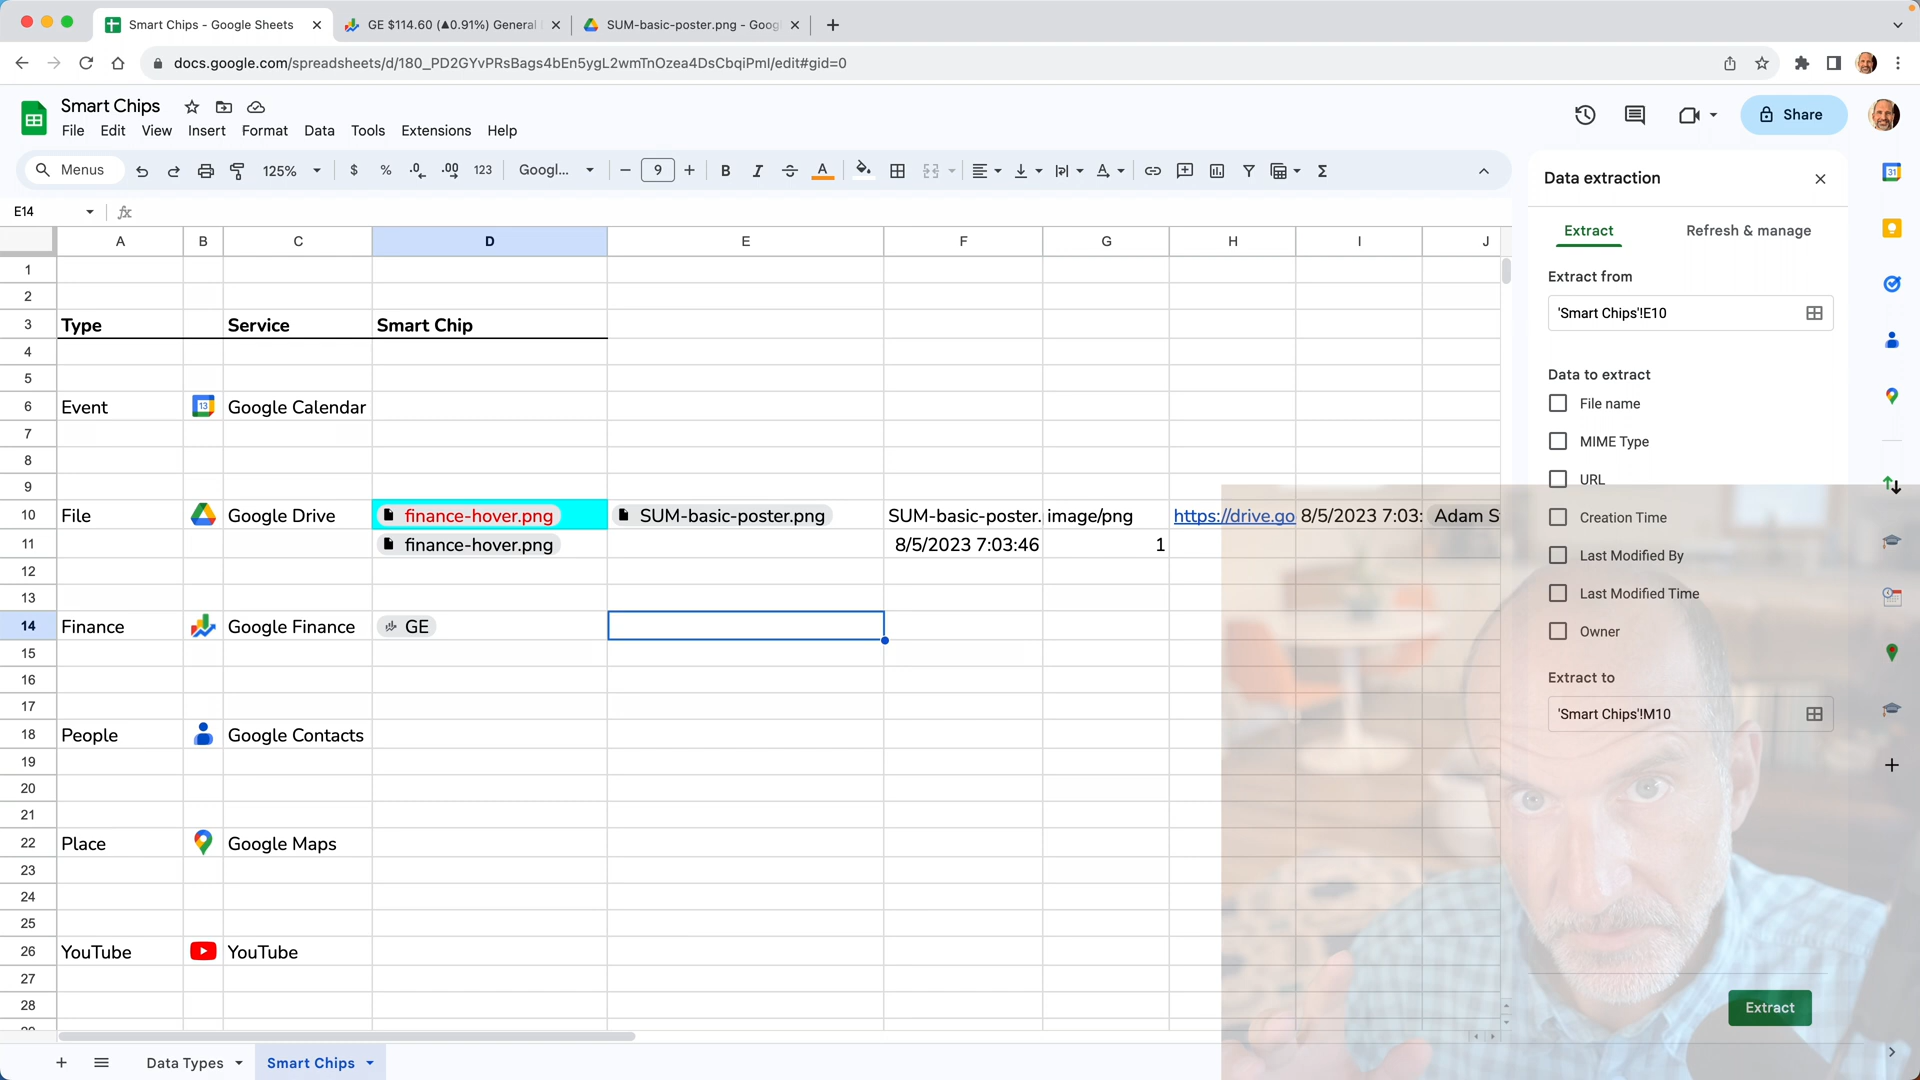 Smart Chips - Google Sheets
GE $114.60 (▲0.91%) General
SUM-basic-poster.png - Goog
docs.google.com/spreadsheets/d/180_PD2GYvPRsBags4bEn5ygL2wmTnOzea4DsCbqiPmI/edit#gid=0
Smart Chips
File Edit View Insert Format Data Tools Extensions Help
Share
Menus 125% $ % .0 .00 123 Googl... 9 B I S A
E14 fx
A B C D E F G H I J
1
2
3 Type Service Smart Chip
4
5
6 Event 13 Google Calendar
7
8
9
10 File Google Drive finance-hover.png SUM-basic-poster.png SUM-basic-poster. image/png https://drive.go 8/5/2023 7:03: Adam S
11 finance-hover.png 8/5/2023 7:03:46 1
12
13
14 Finance Google Finance GE
15
16
17
18 People Google Contacts
19
20
21
22 Place Google Maps
23
24
25
26 YouTube YouTube
27
28
Data Types
Smart Chips
Data extraction
Extract Refresh & manage
Extract from
'Smart Chips'!E10
Data to extract
File name
MIME Type
URL
Creation Time
Last Modified By
Last Modified Time
Owner
Extract to
'Smart Chips'!M10
Extract
31